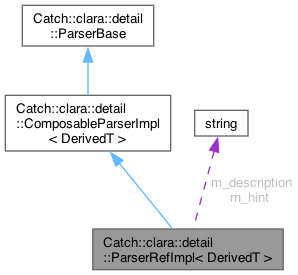 Catch::clara::detail
::ParserBase
Catch::clara::detail
::ComposableParserImpl
< DerivedT >
string
m_description
m_hint
Catch::clara::detail
::ParserRefImpl< DerivedT >